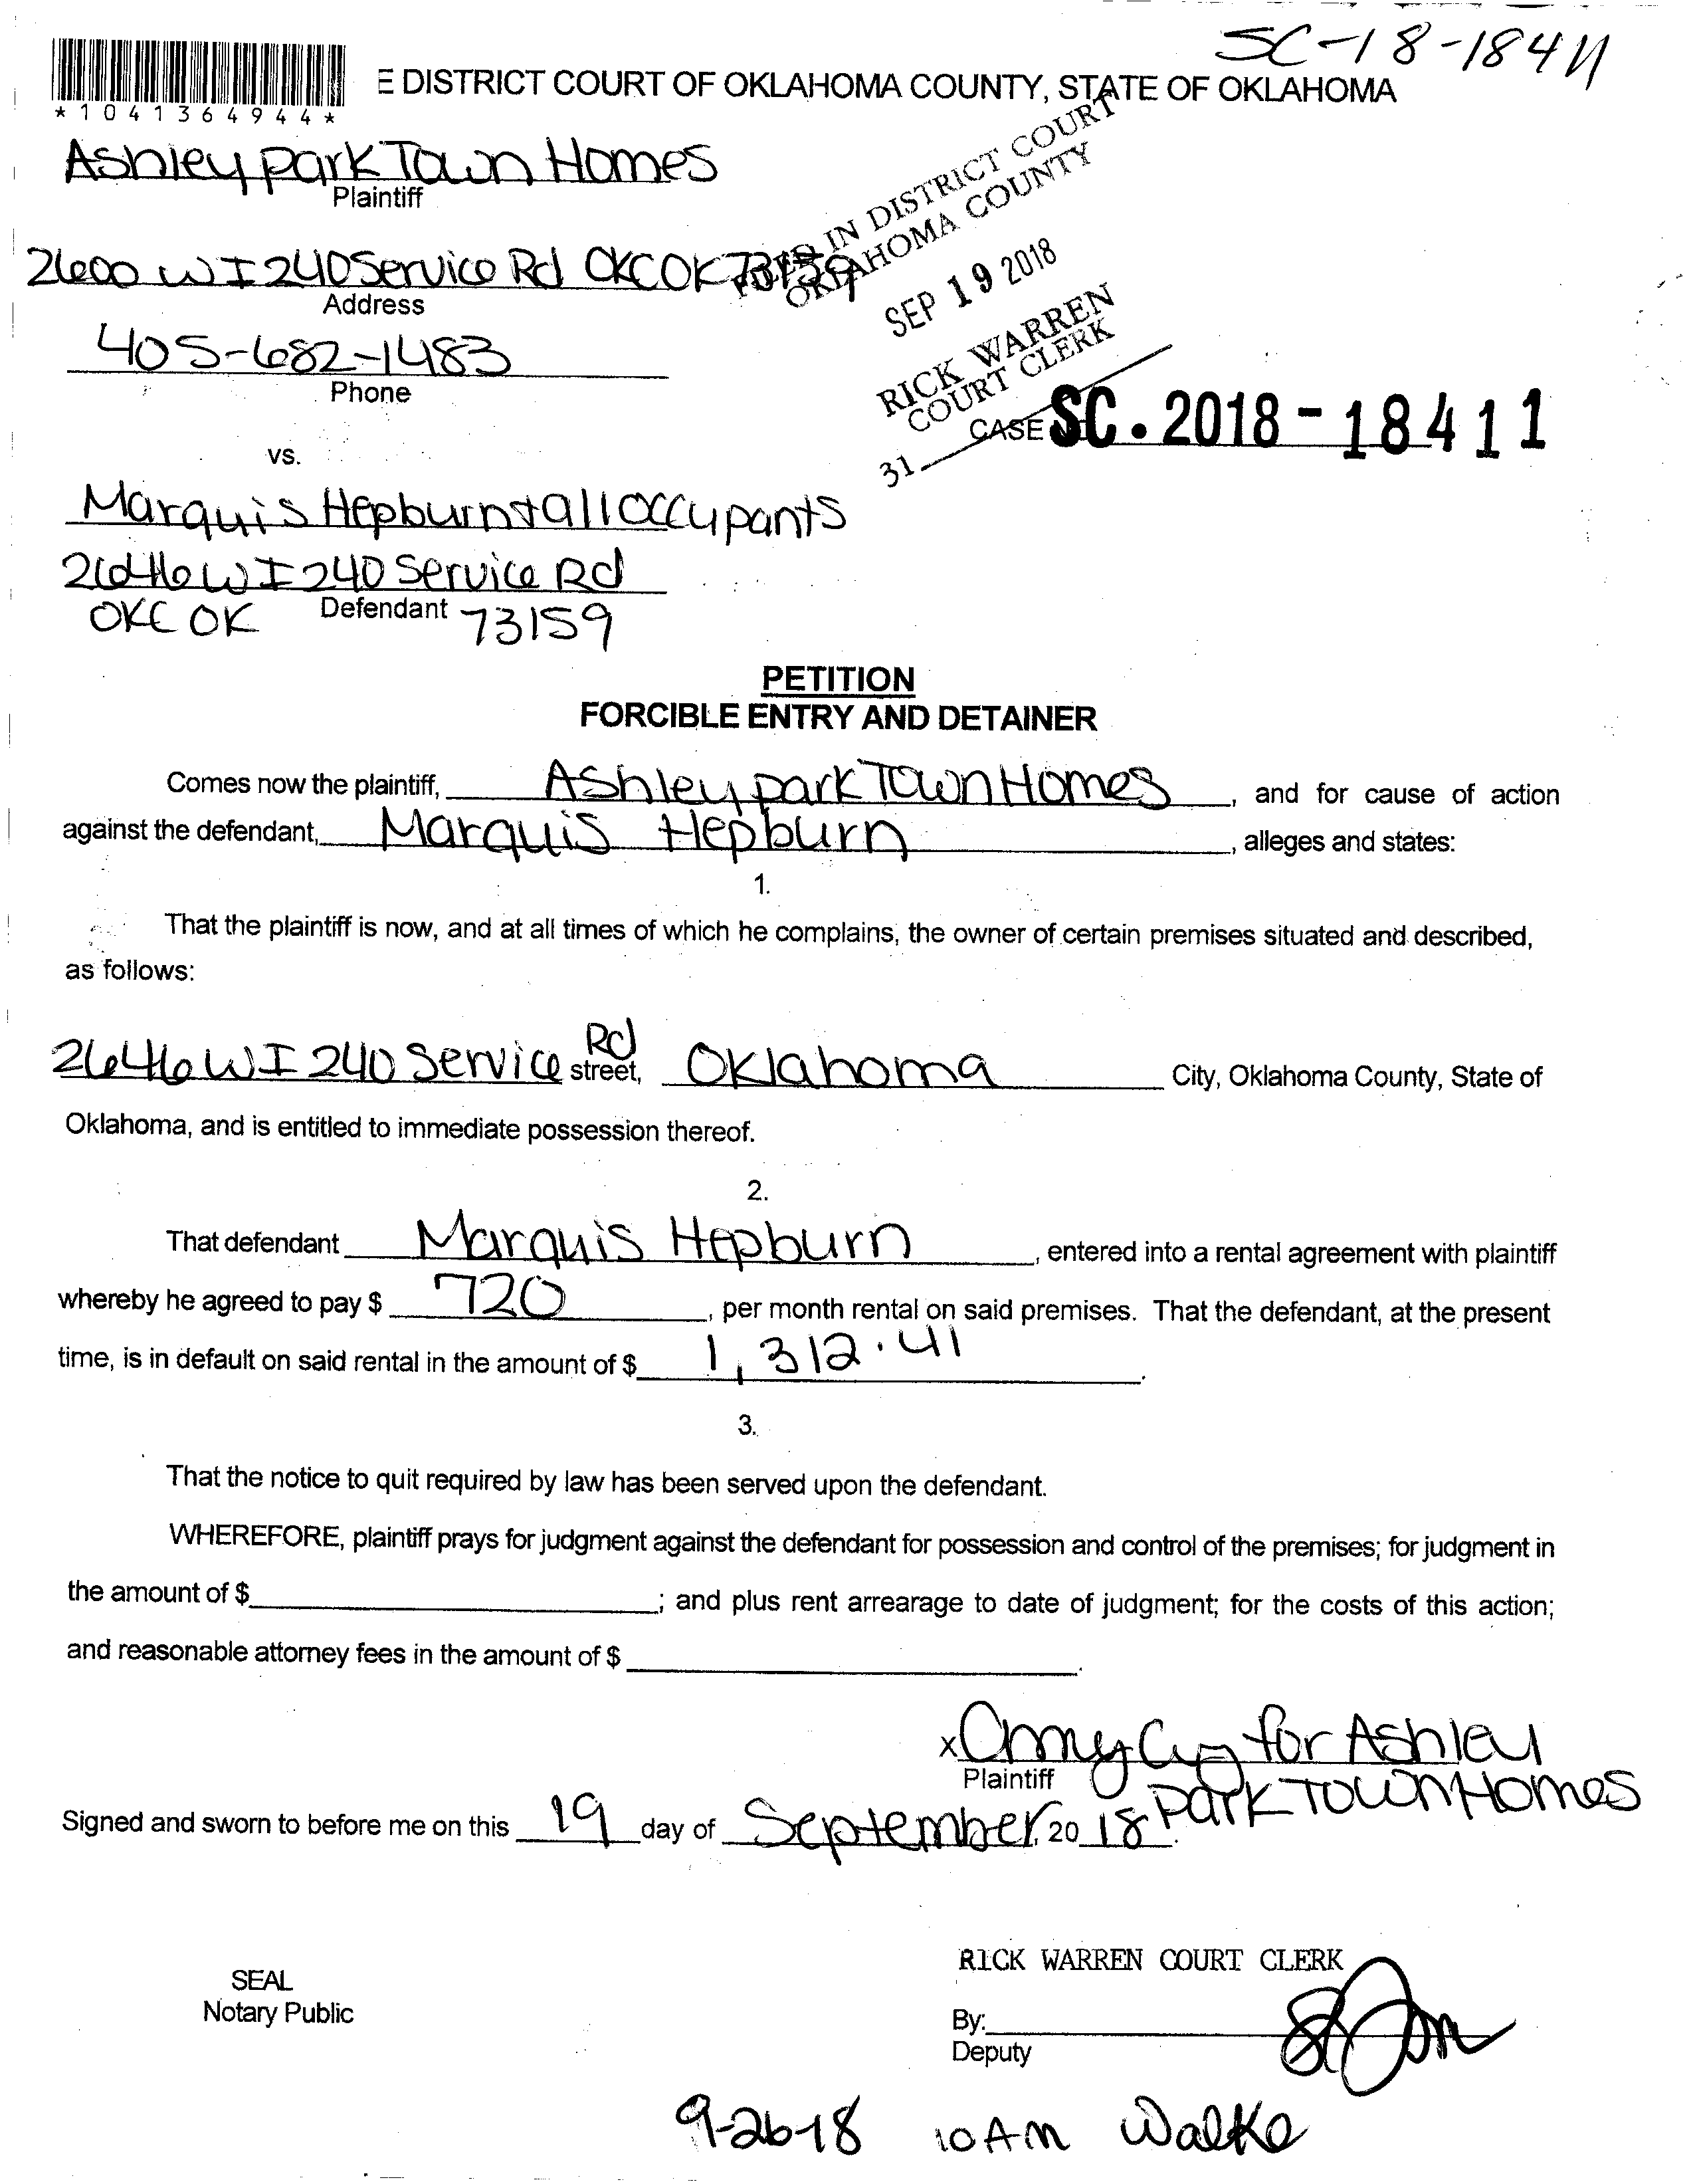 SC-18-18411
E DISTRICT COURT OF OKLAHOMA COUNTY, STATE OF OKLAHOMA
*1041364944*
Ashley park Town Homes
Plaintiff
FILED IN DISTRICT COURT
OKLAHOMA COUNTY
2600 W I 240 Service Rd OKC OK 73159
Address
SEP 19 2018
405-682-1483
Phone
RICK WARREN
COURT CLERK
31
CASE SC.2018-18411
vs.
Marquis Hepburn + all occupants
2646 W I 240 Service Rd
OKC OK Defendant 73159
PETITION
FORCIBLE ENTRY AND DETAINER
Comes now the plaintiff, Ashley park Town Homes, and for cause of action
against the defendant, Marquis Hepburn, alleges and states:
1.
That the plaintiff is now, and at all times of which he complains, the owner of certain premises situated and described,
as follows:
2646 W I 240 Service Rd street, Oklahoma City, Oklahoma County, State of
Oklahoma, and is entitled to immediate possession thereof.
2.
That defendant Marquis Hepburn, entered into a rental agreement with plaintiff
whereby he agreed to pay $ 720, per month rental on said premises. That the defendant, at the present
time, is in default on said rental in the amount of $ 1,312.41.
3.
That the notice to quit required by law has been served upon the defendant.
WHEREFORE, plaintiff prays for judgment against the defendant for possession and control of the premises; for judgment in
the amount of $ ; and plus rent arrearage to date of judgment; for the costs of this action;
and reasonable attorney fees in the amount of $ .
x for Ashley
Plaintiff Park Town Homes
Signed and sworn to before me on this 19 day of September, 20 18.
RICK WARREN COURT CLERK
SEAL
Notary Public
By:
Deputy
9-26-18 10 AM Walke